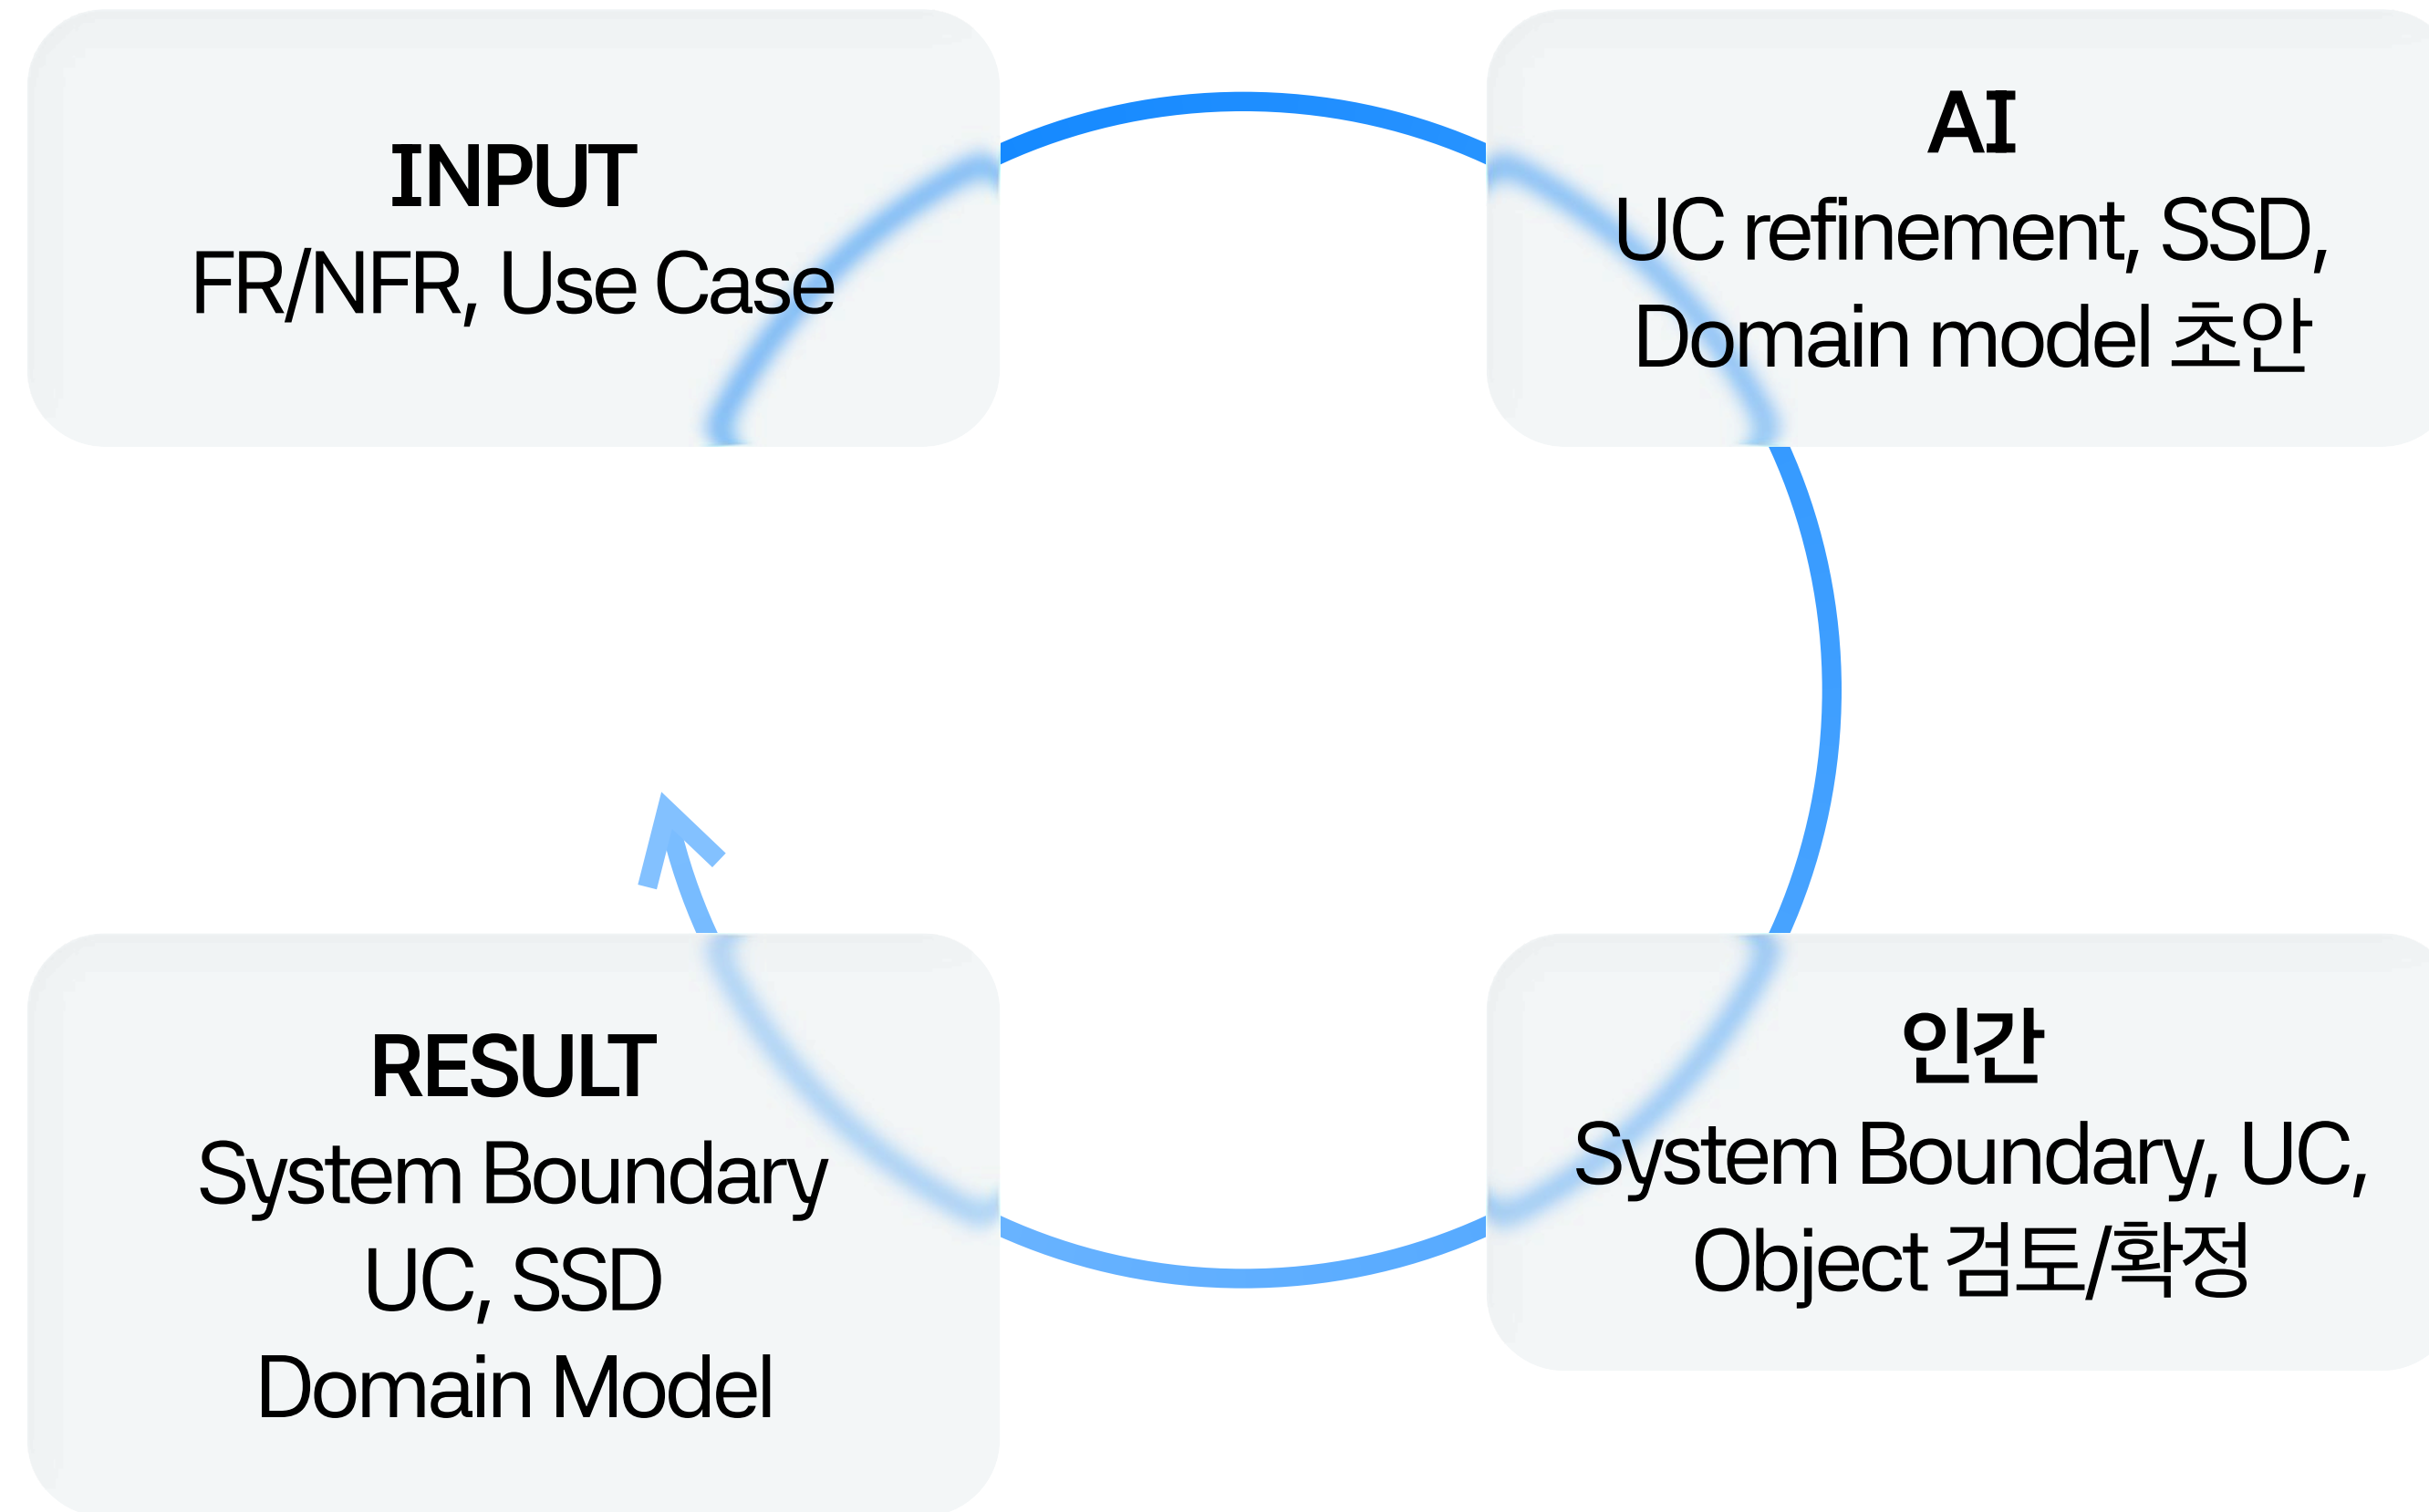 INPUT
FR/NFR, Use Case
AI
UC refinement, SSD,
Domain model 초안
RESULT
System Boundary
UC, SSD
Domain Model
인간
System Boundary, UC,
Object 검토/확정